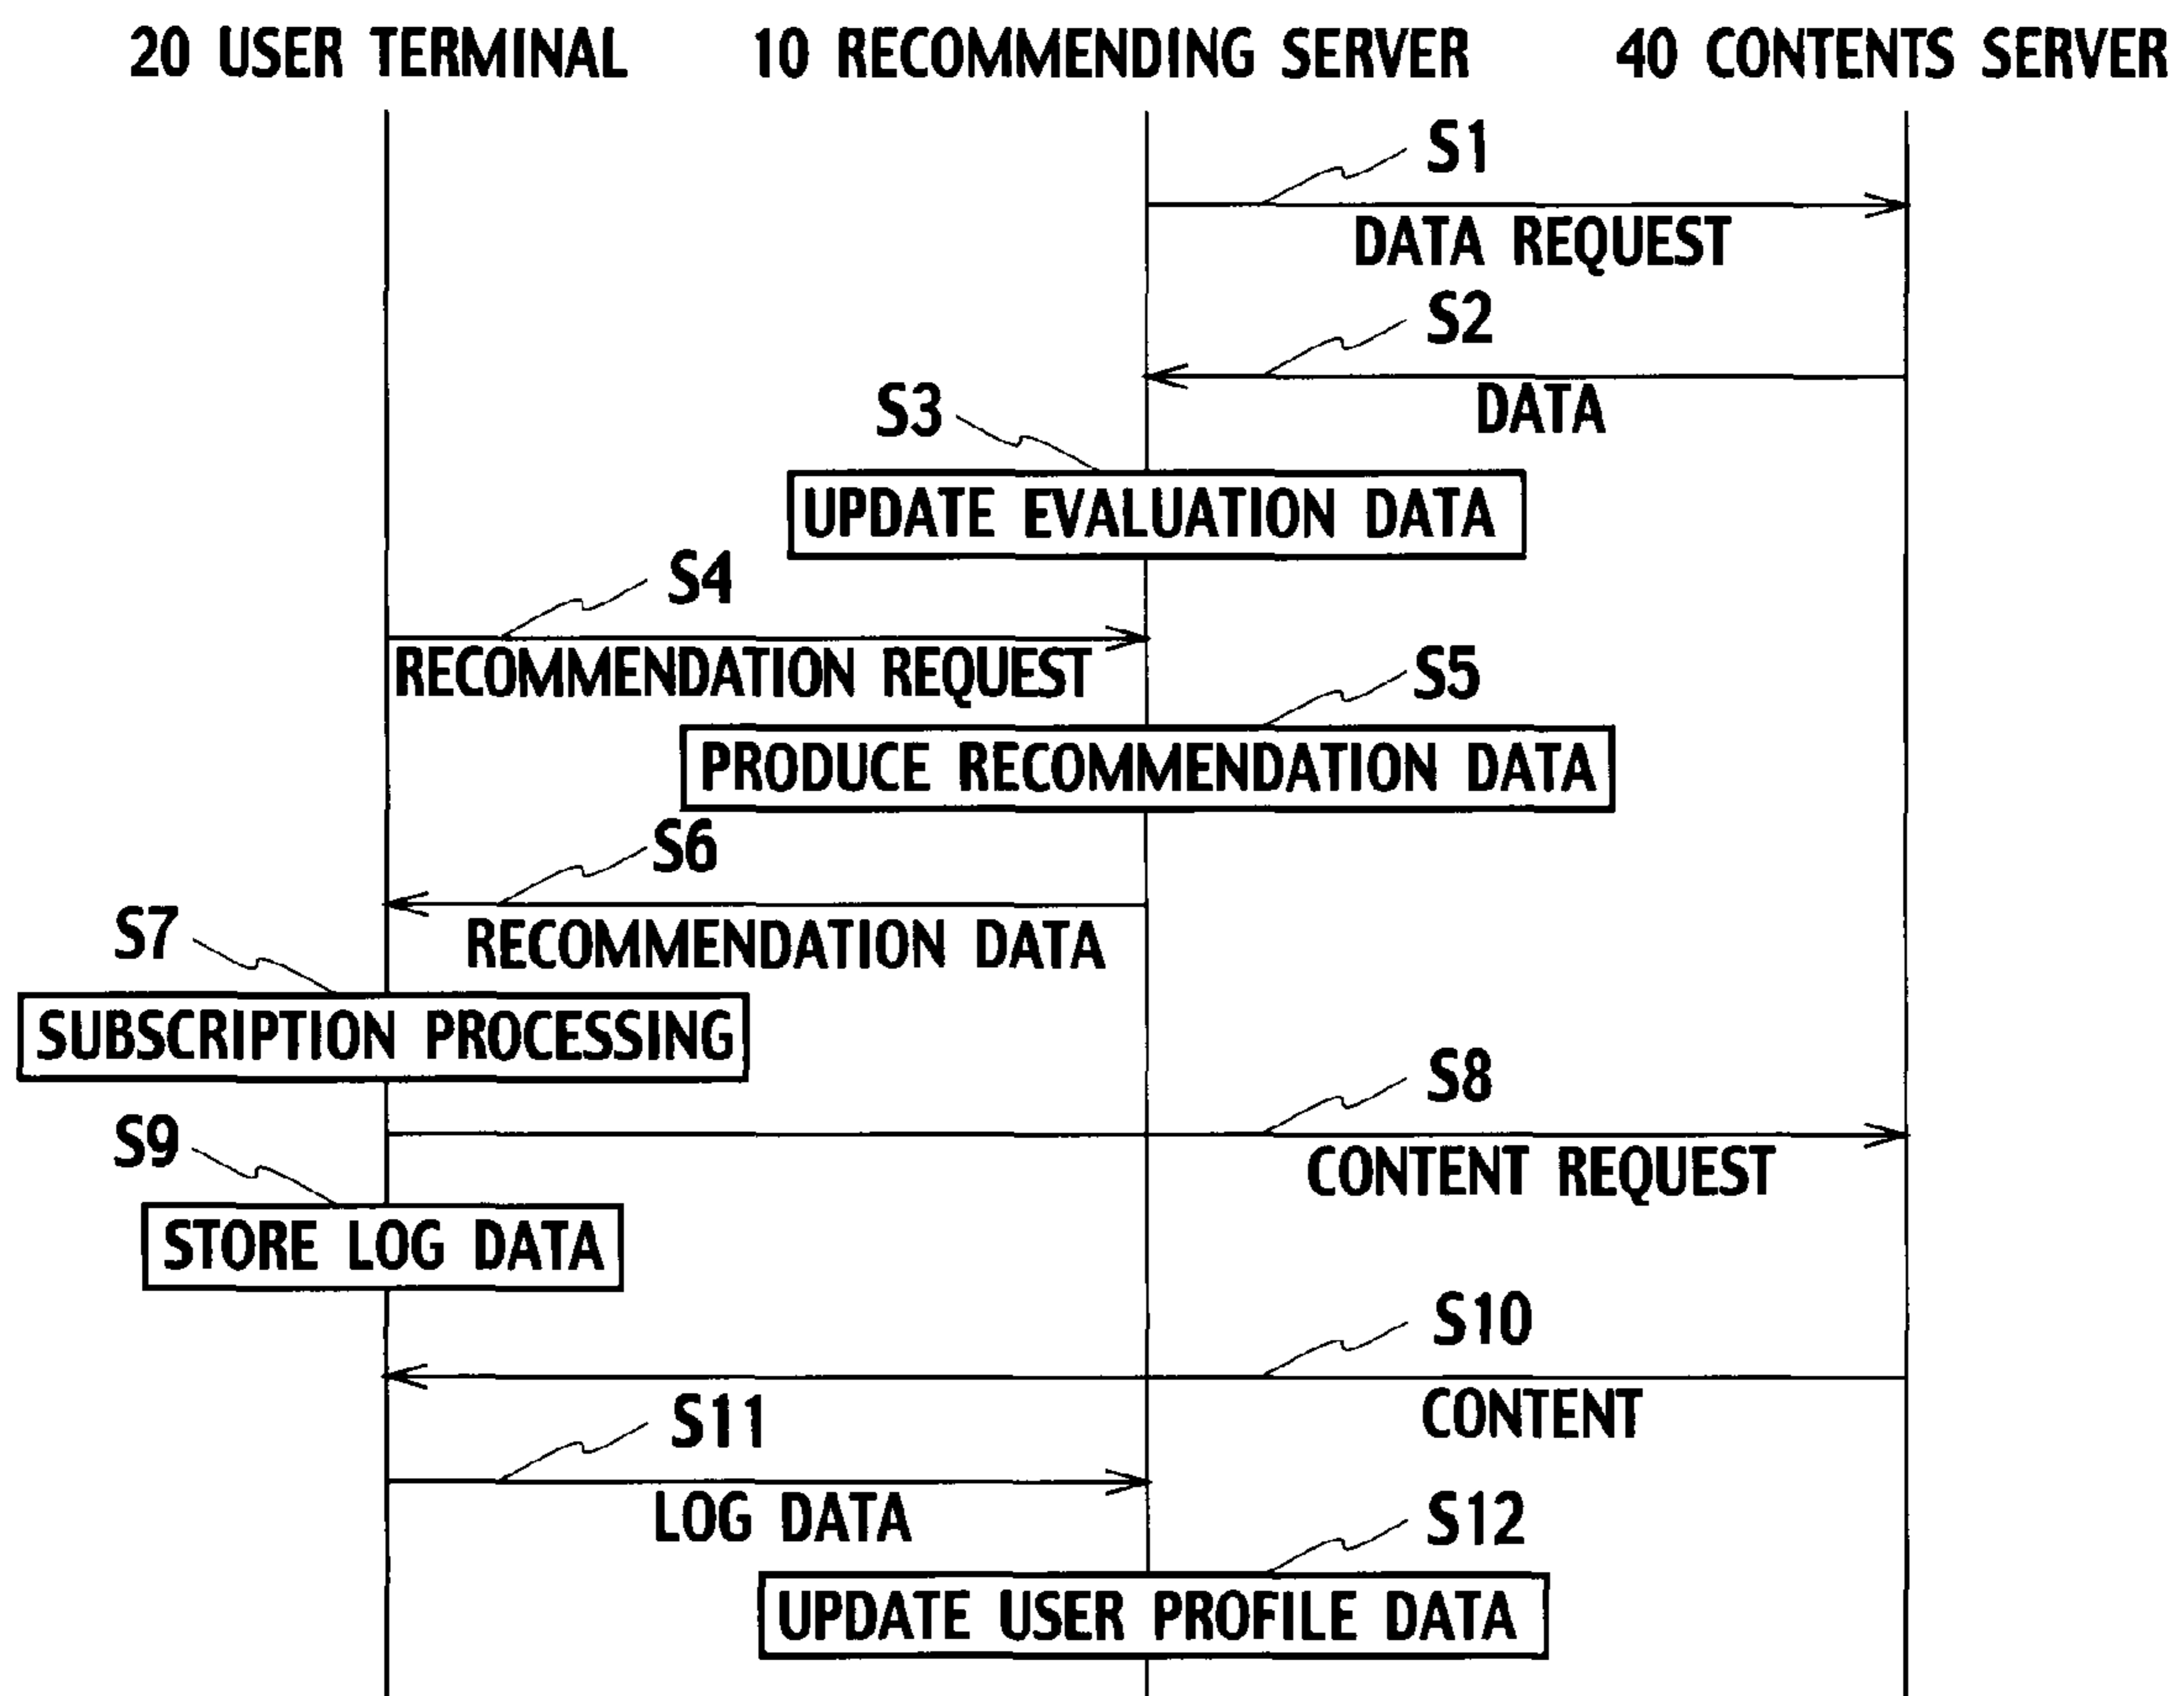 20 USER TERMINAL 10 RECOMMENDING SERVER 40 CONTENTS SERVER
S1
DATA REQUEST
S2
DATA
S3
UPDATE EVALUATION DATA
S4
RECOMMENDATION REQUEST
S5
PRODUCE RECOMMENDATION DATA
S6
RECOMMENDATION DATA
S7
SUBSCRIPTION PROCESSING
S8
CONTENT REQUEST
S9
STORE LOG DATA
S10
CONTENT
S11
LOG DATA
S12
UPDATE USER PROFILE DATA